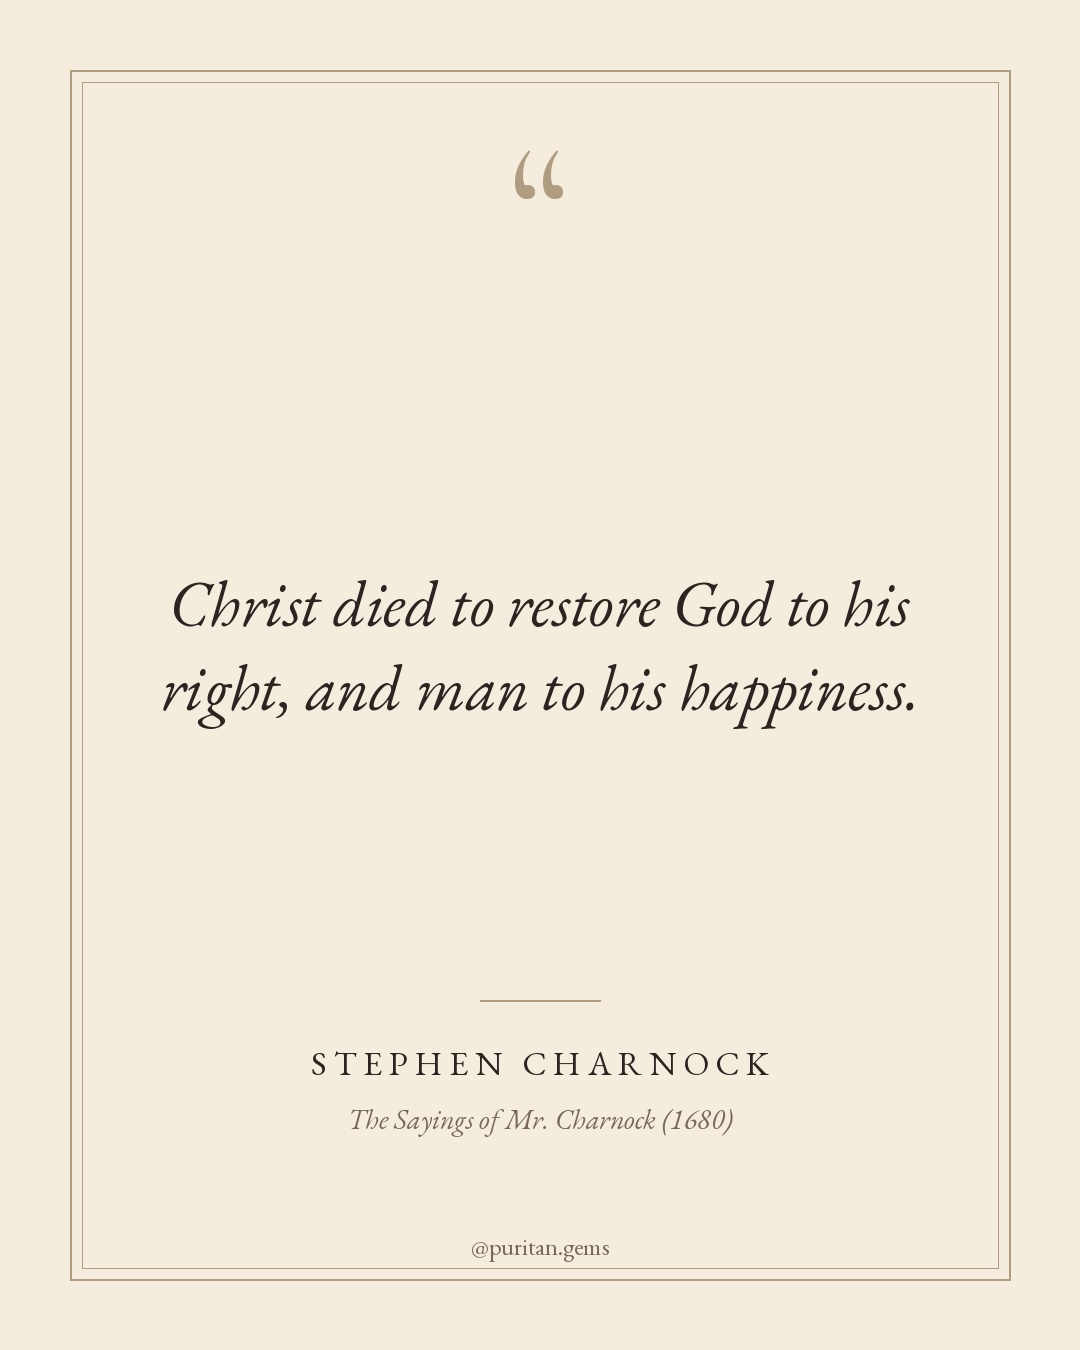 “
Christ died to restore God to his
right, and man to his happiness.
STEPHEN CHARNOCK
The Sayings of Mr. Charnock (1680)
@puritan.gems